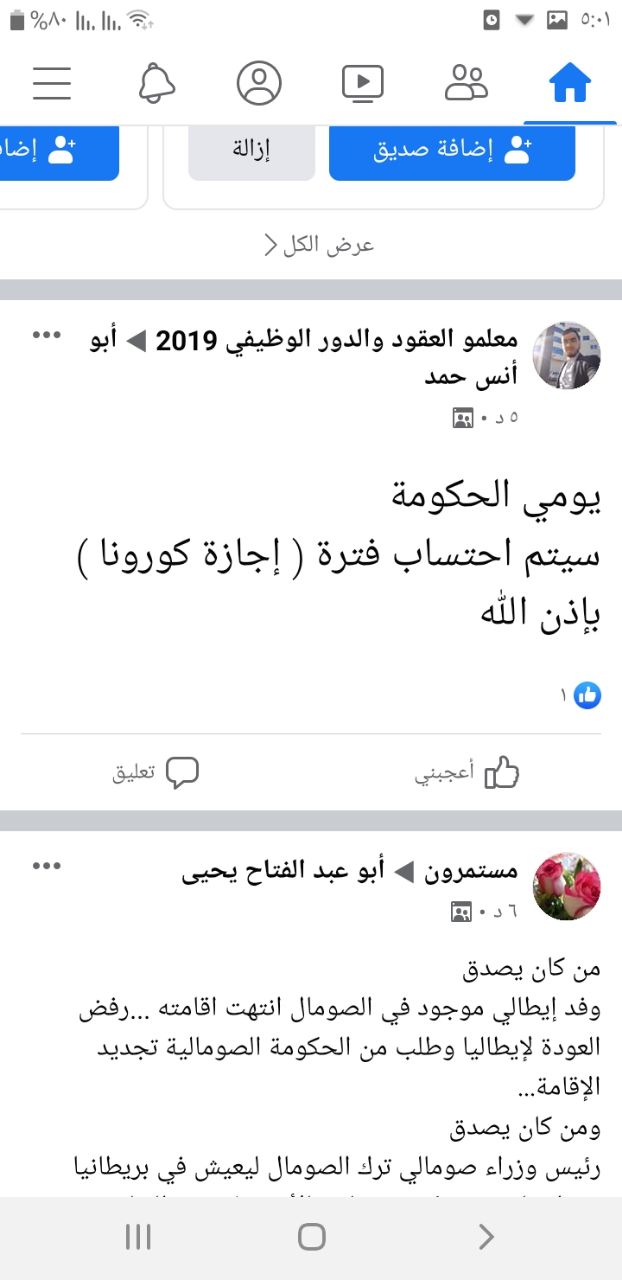 %٨٠ ٥:٠١
إضافة صديق إزالة
عرض الكل
معلمو العقود والدور الوظيفي 2019 ◀ أبو
أنس حمد
٥ د •
يومي الحكومة
سيتم احتساب فترة ( إجازة كورونا )
بإذن الله
١
أعجبني تعليق
مستمرون ◀ أبو عبد الفتاح يحيى
٦ د •
من كان يصدق
وفد إيطالي موجود في الصومال انتهت اقامته ...رفض
العودة لإيطاليا وطلب من الحكومة الصومالية تجديد
الإقامة...
ومن كان يصدق
رئيس وزراء صومالي ترك الصومال ليعيش في بريطانيا